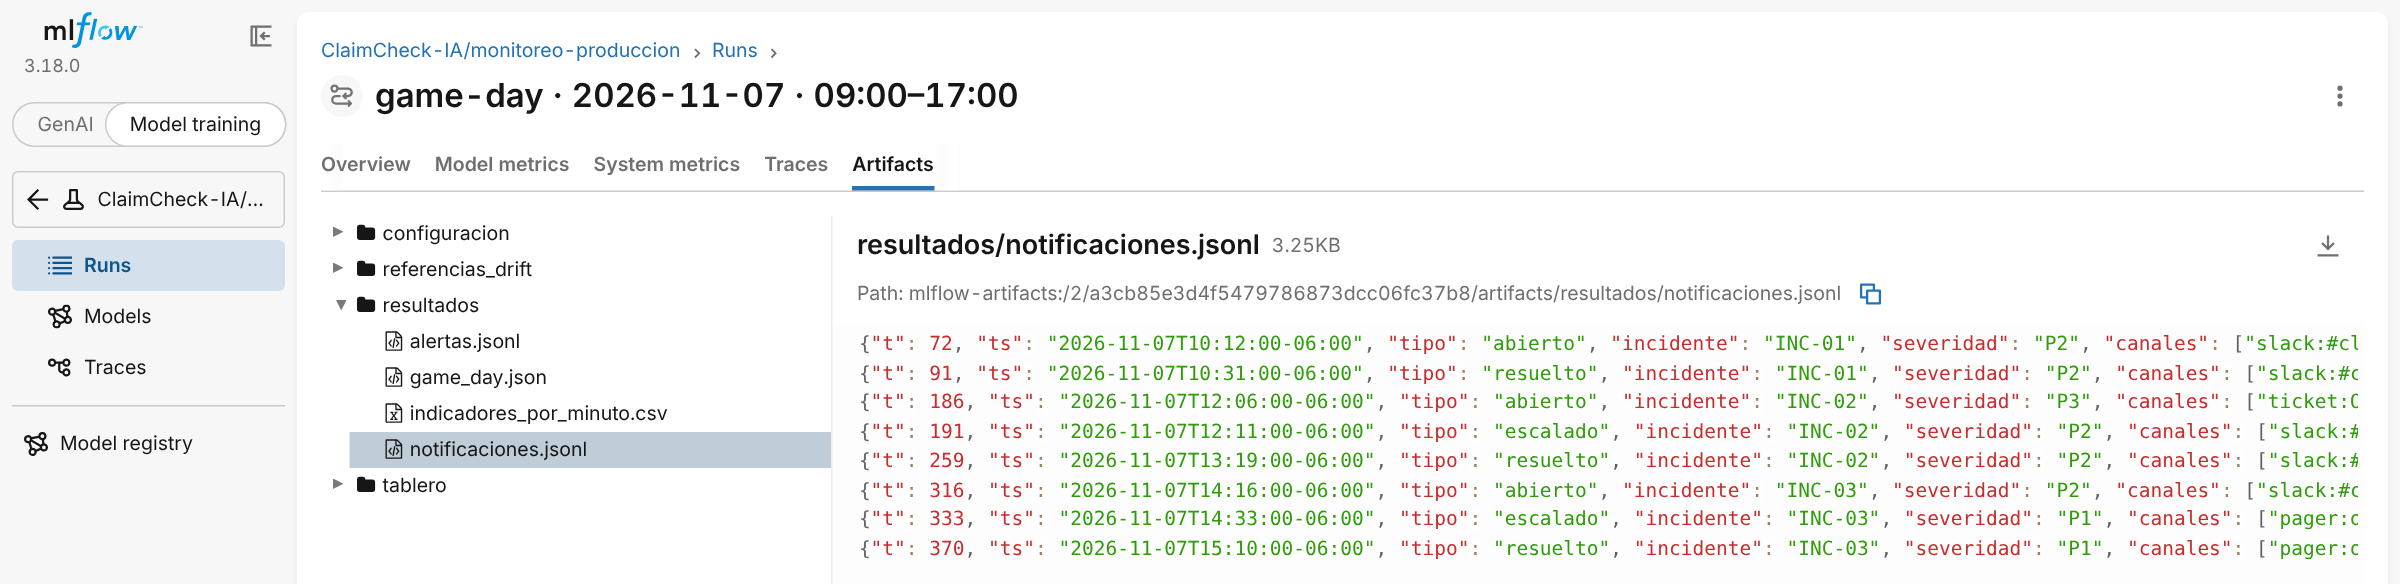 mlflow
3.18.0
GenAI
Model training
ClaimCheck-IA/...
Runs
Models
Traces
Model registry
ClaimCheck-IA/monitoreo-produccion > Runs >
game-day · 2026-11-07 · 09:00–17:00
Overview Model metrics System metrics Traces Artifacts
configuracion
referencias_drift
resultados
alertas.jsonl
game_day.json
indicadores_por_minuto.csv
notificaciones.jsonl
tablero
resultados/notificaciones.jsonl 3.25KB
Path: mlflow-artifacts:/2/a3cb85e3d4f5479786873dcc06fc37b8/artifacts/resultados/notificaciones.jsonl
{"t": 72, "ts": "2026-11-07T10:12:00-06:00", "tipo": "abierto", "incidente": "INC-01", "severidad": "P2", "canales": ["slack:#cl
{"t": 91, "ts": "2026-11-07T10:31:00-06:00", "tipo": "resuelto", "incidente": "INC-01", "severidad": "P2", "canales": ["slack:#c
{"t": 186, "ts": "2026-11-07T12:06:00-06:00", "tipo": "abierto", "incidente": "INC-02", "severidad": "P3", "canales": ["ticket:
{"t": 191, "ts": "2026-11-07T12:11:00-06:00", "tipo": "escalado", "incidente": "INC-02", "severidad": "P2", "canales": ["slack:#
{"t": 259, "ts": "2026-11-07T13:19:00-06:00", "tipo": "resuelto", "incidente": "INC-02", "severidad": "P2", "canales": ["slack:#
{"t": 316, "ts": "2026-11-07T14:16:00-06:00", "tipo": "abierto", "incidente": "INC-03", "severidad": "P2", "canales": ["slack:#c
{"t": 333, "ts": "2026-11-07T14:33:00-06:00", "tipo": "escalado", "incidente": "INC-03", "severidad": "P1", "canales": ["pager:
{"t": 370, "ts": "2026-11-07T15:10:00-06:00", "tipo": "resuelto", "incidente": "INC-03", "severidad": "P1", "canales": ["pager: